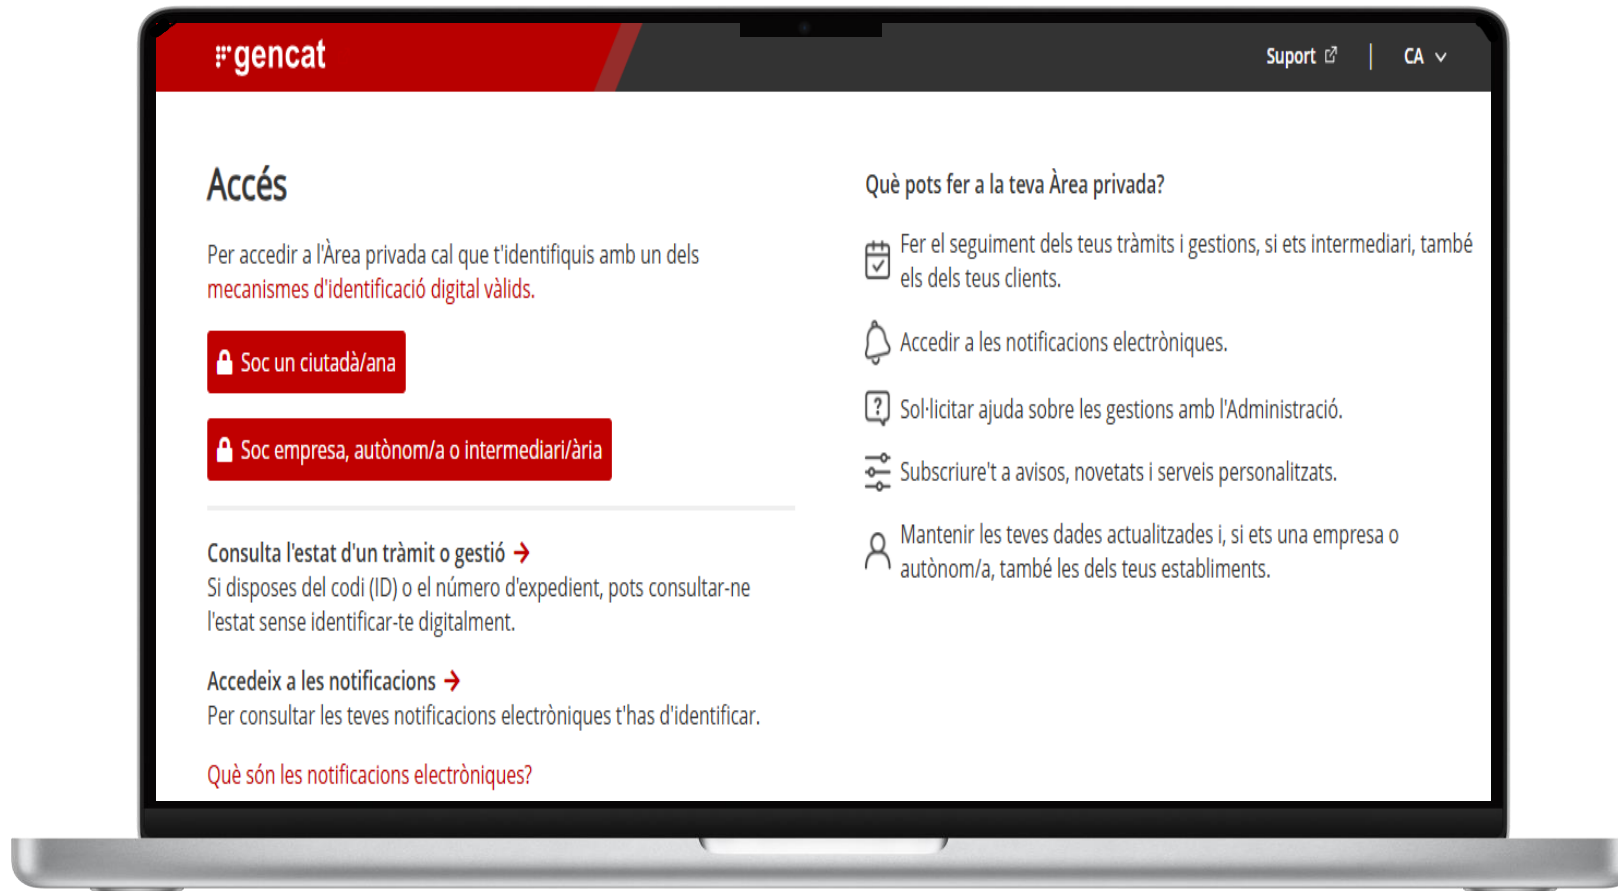 gencat
Suport
CA
Accés
Per accedir a l'Àrea privada cal que t'identifiquis amb un dels
mecanismes d'identificació digital vàlids.
Soc un ciutadà/ana
Soc empresa, autònom/a o intermediari/ària
Consulta l'estat d'un tràmit o gestió
Si disposes del codi (ID) o el número d'expedient, pots consultar-ne
l'estat sense identificar-te digitalment.
Accedeix a les notificacions
Per consultar les teves notificacions electròniques t'has d'identificar.
Què són les notificacions electròniques?
Què pots fer a la teva Àrea privada?
Fer el seguiment dels teus tràmits i gestions, si ets intermediari, també
els dels teus clients.
Accedir a les notificacions electròniques.
Sol·licitar ajuda sobre les gestions amb l'Administració.
Subscriure't a avisos, novetats i serveis personalitzats.
Mantenir les teves dades actualitzades i, si ets una empresa o
autònom/a, també les dels teus establiments.